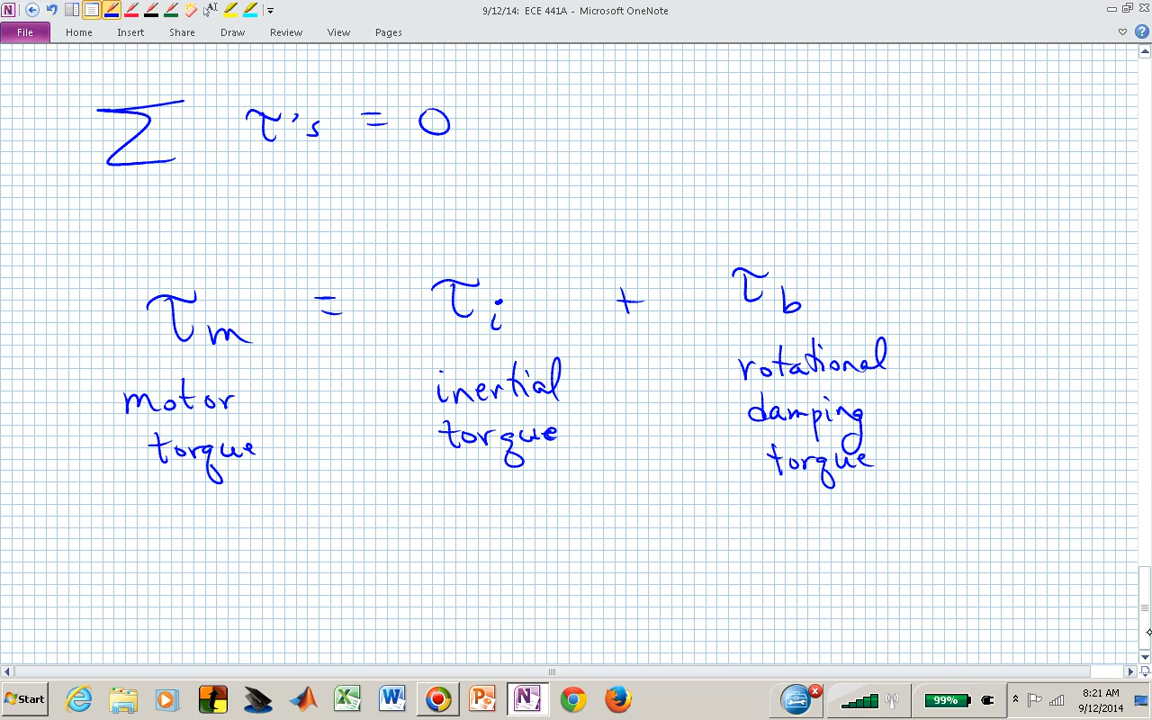 9/12/14: ECE 441A - Microsoft OneNote
File Home Insert Share Draw Review View Pages
∑ τ's = 0
τm = τi + τb
motor torque
inertial torque
rotational damping torque
Start
99%
8:21 AM
9/12/2014